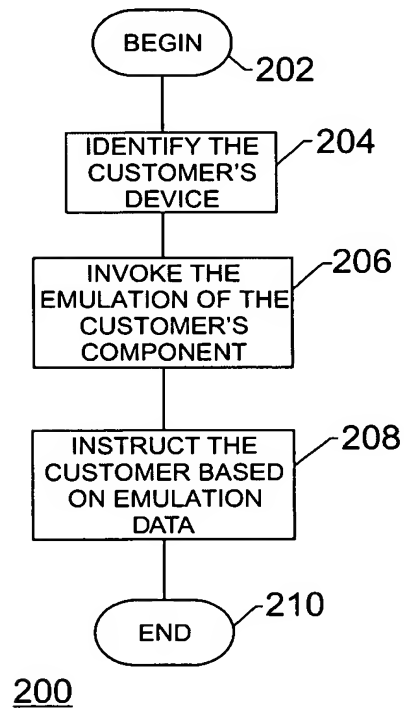 BEGIN
202
IDENTIFY THE
CUSTOMER'S
DEVICE
204
INVOKE THE
EMULATION OF THE
CUSTOMER'S
COMPONENT
206
INSTRUCT THE
CUSTOMER BASED
ON EMULATION
DATA
208
END
210
200